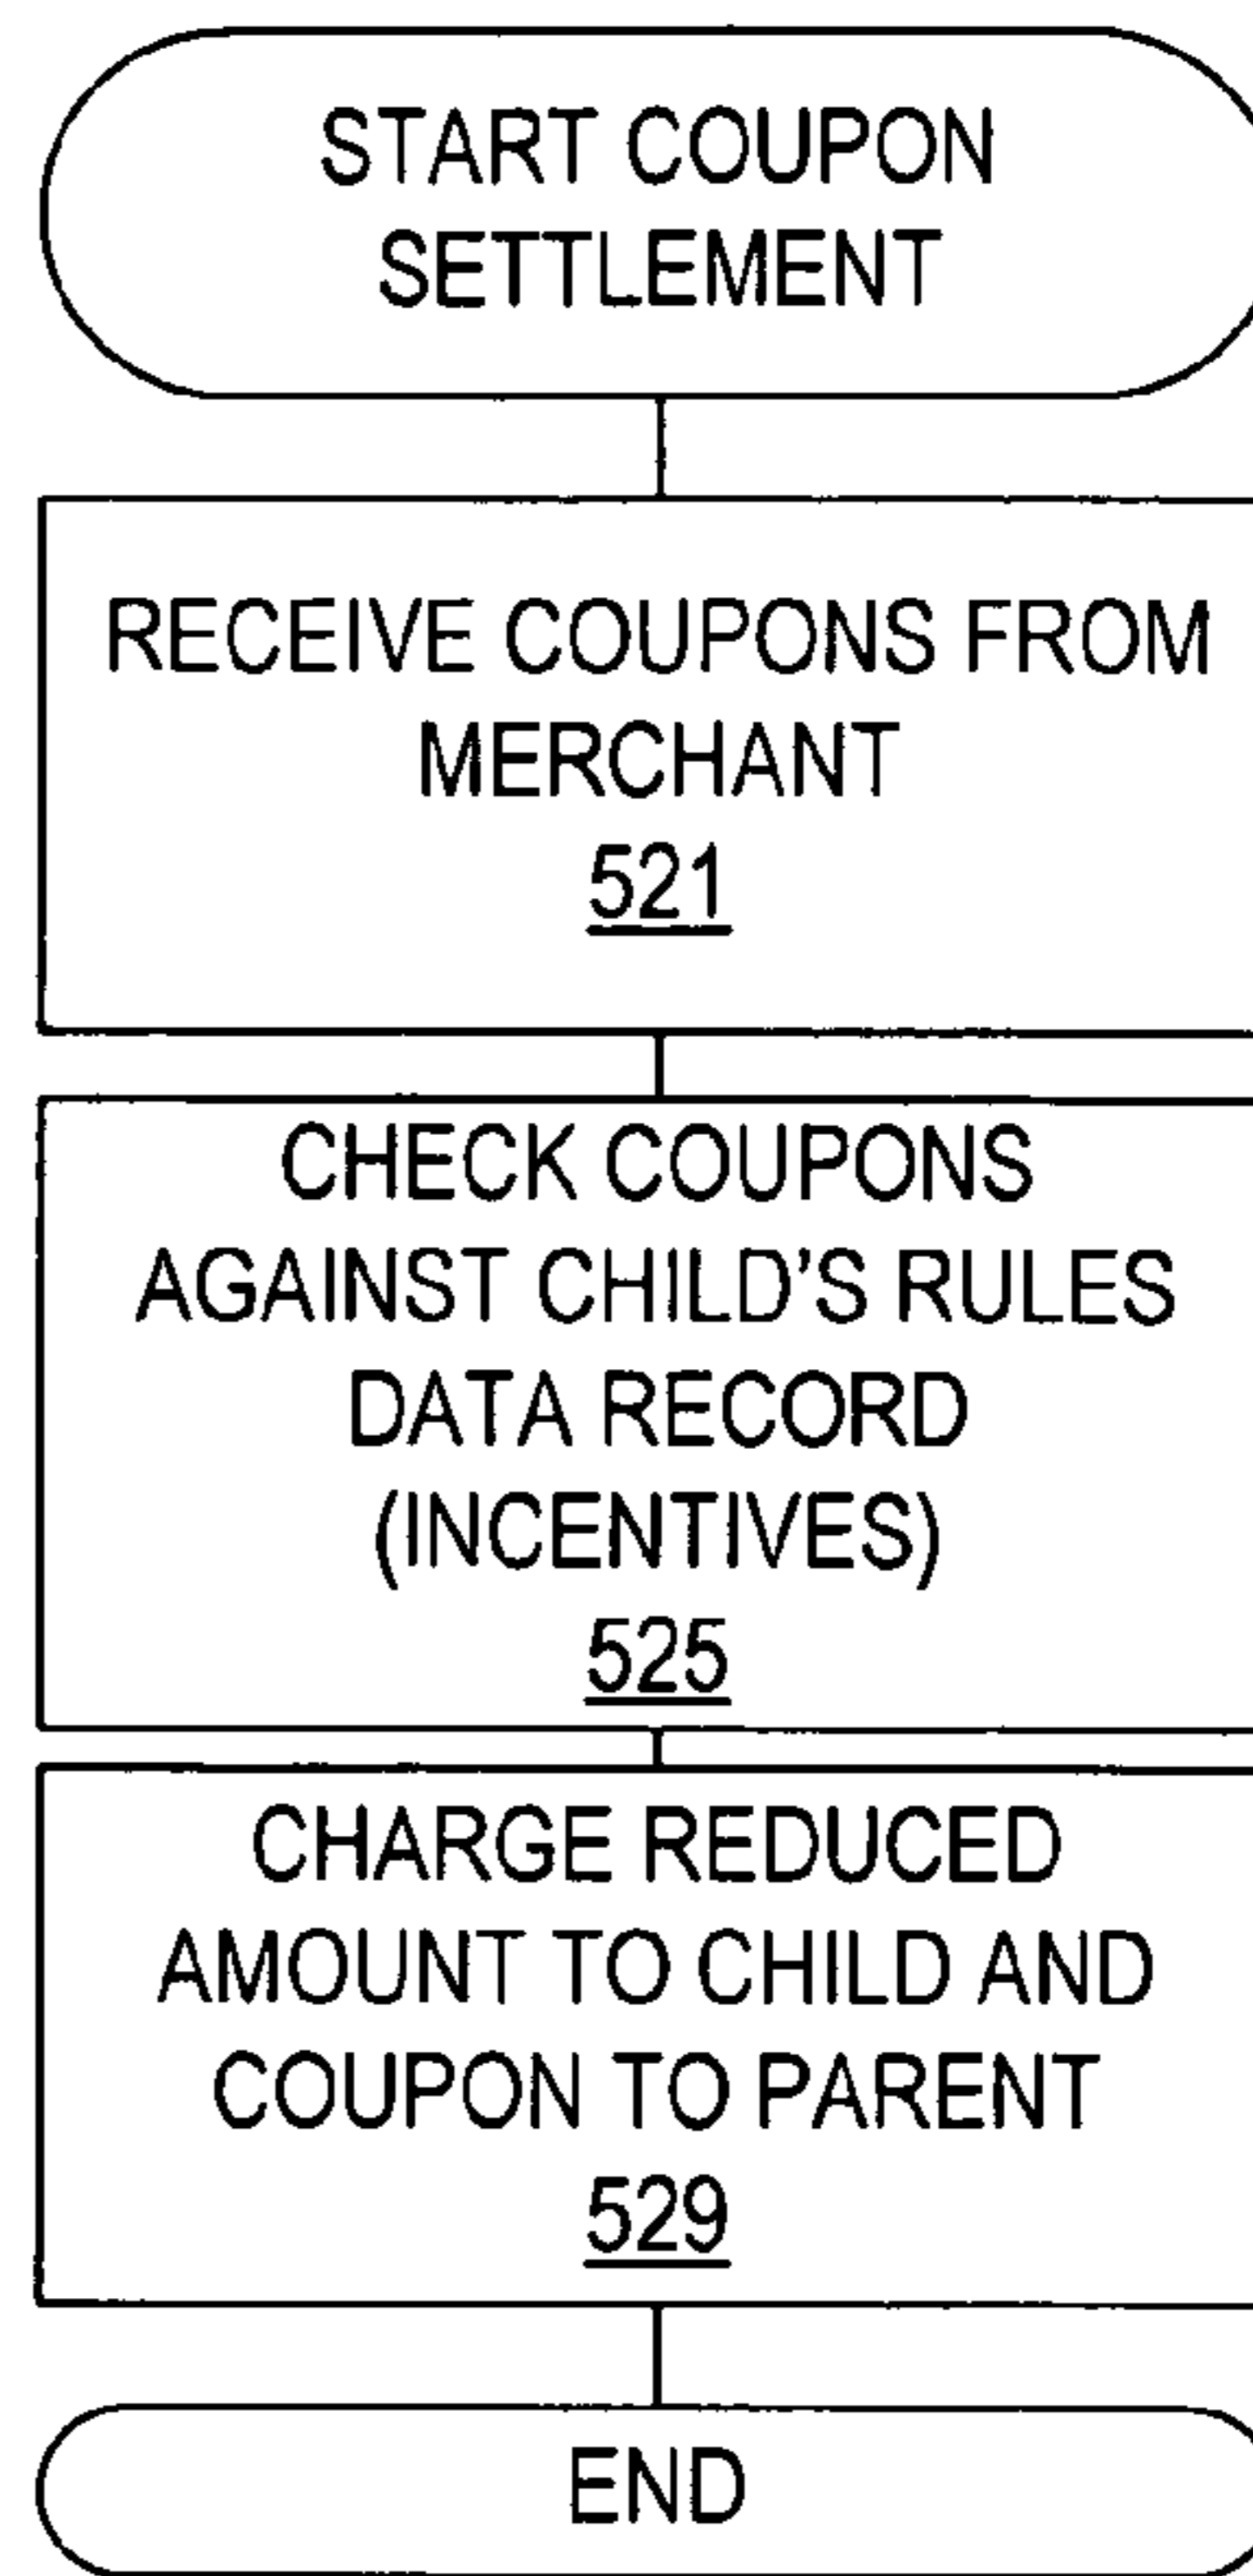 START COUPON
SETTLEMENT
RECEIVE COUPONS FROM
MERCHANT
521
CHECK COUPONS
AGAINST CHILD'S RULES
DATA RECORD
(INCENTIVES)
525
CHARGE REDUCED
AMOUNT TO CHILD AND
COUPON TO PARENT
529
END